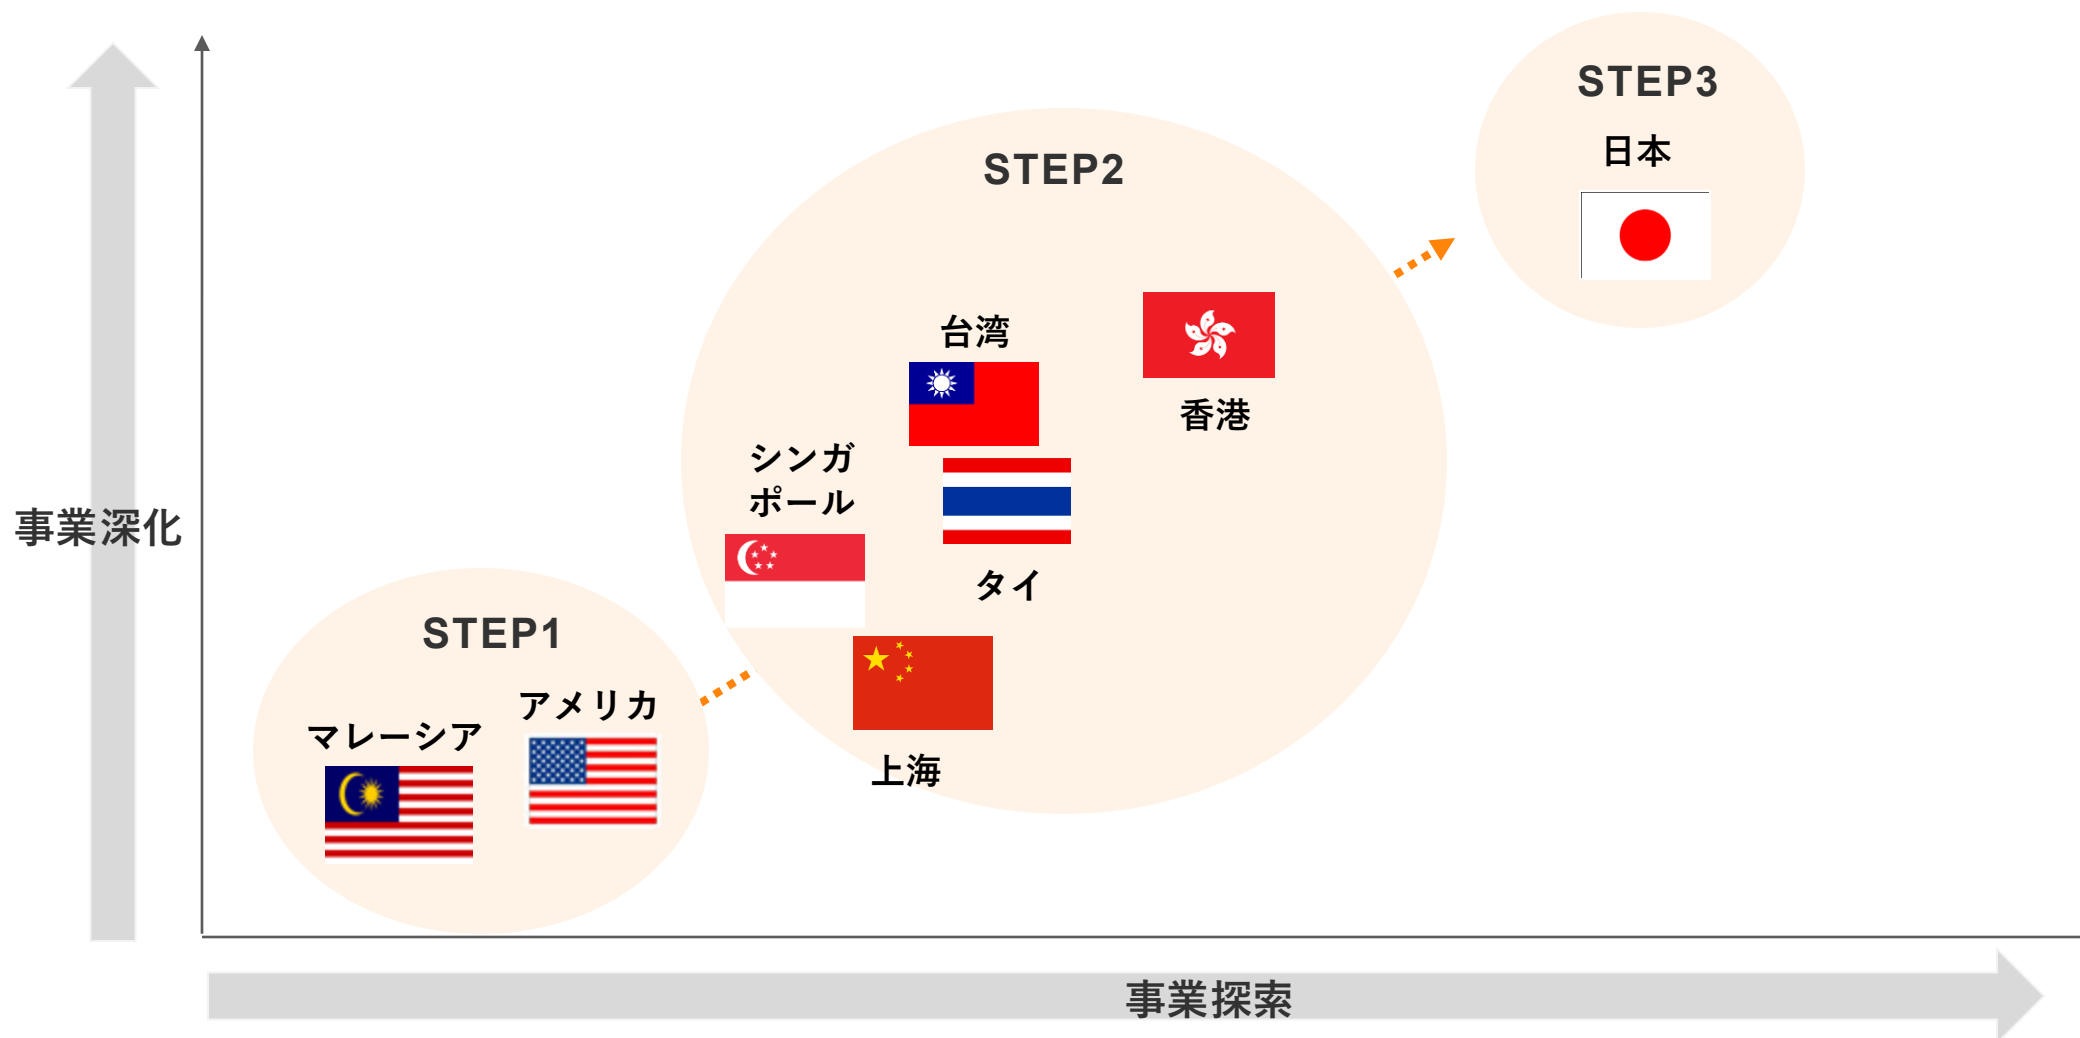 STEP3
日本
STEP2
台湾
香港
シンガ
ポール
タイ
事業深化
STEP1
アメリカ
マレーシア
上海
事業探索